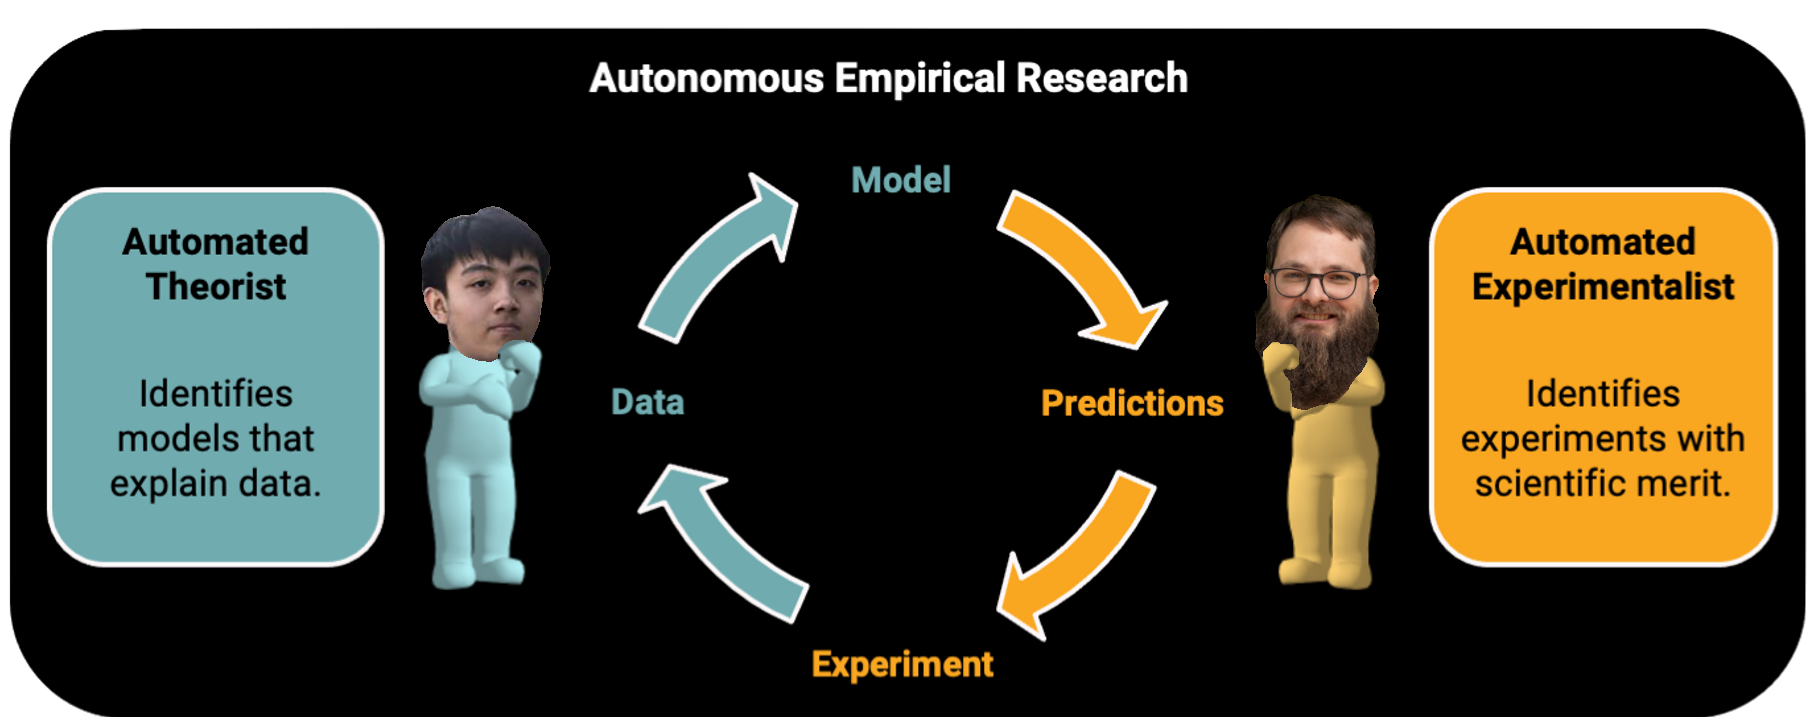 Autonomous Empirical Research
Model
Automated
Theorist
Identifies
models that
explain data.
Data
Predictions
Automated
Experimentalist
Identifies
experiments with
scientific merit.
Experiment